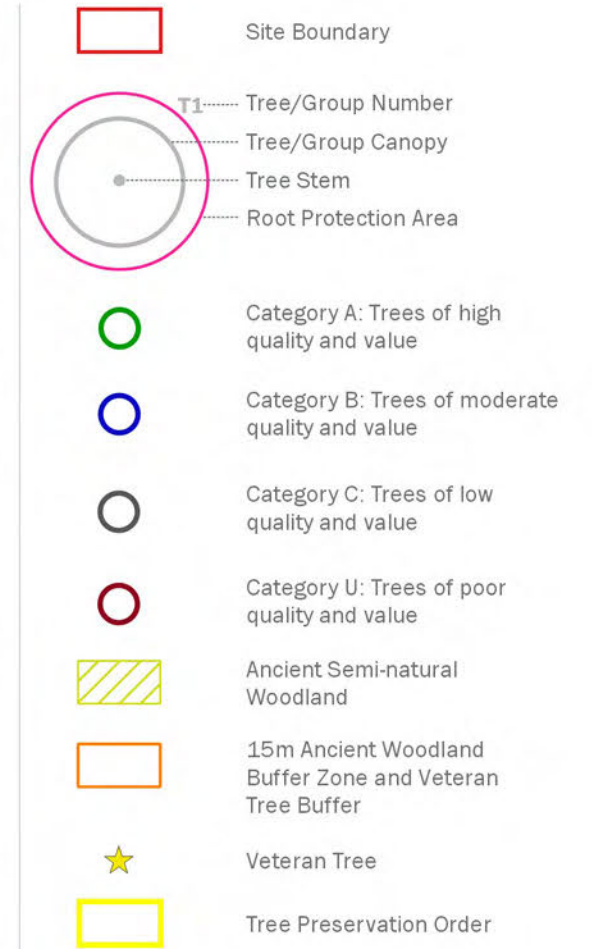 Site Boundary
T1
Tree/Group Number
Tree/Group Canopy
Tree Stem
Root Protection Area
Category A: Trees of high
quality and value
Category B: Trees of moderate
quality and value
Category C: Trees of low
quality and value
Category U: Trees of poor
quality and value
Ancient Semi-natural
Woodland
15m Ancient Woodland
Buffer Zone and Veteran
Tree Buffer
Veteran Tree
Tree Preservation Order